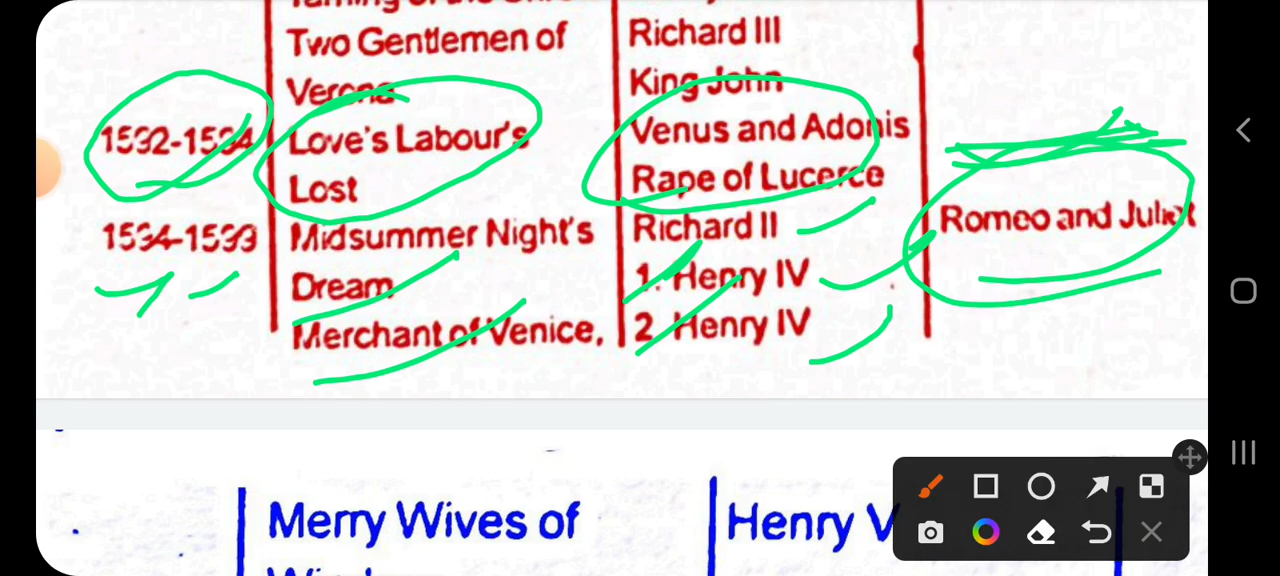 Two Gentlemen of
Verona
1592-1594
Love's Labour's
Lost
1594-1599
Midsummer Night's
Dream
Merchant of Venice,
Richard III
King John
Venus and Adonis
Rape of Lucerce
Richard II
1. Henry IV
2 Henry IV
Romeo and Juliet
Merry Wives of
Henry V